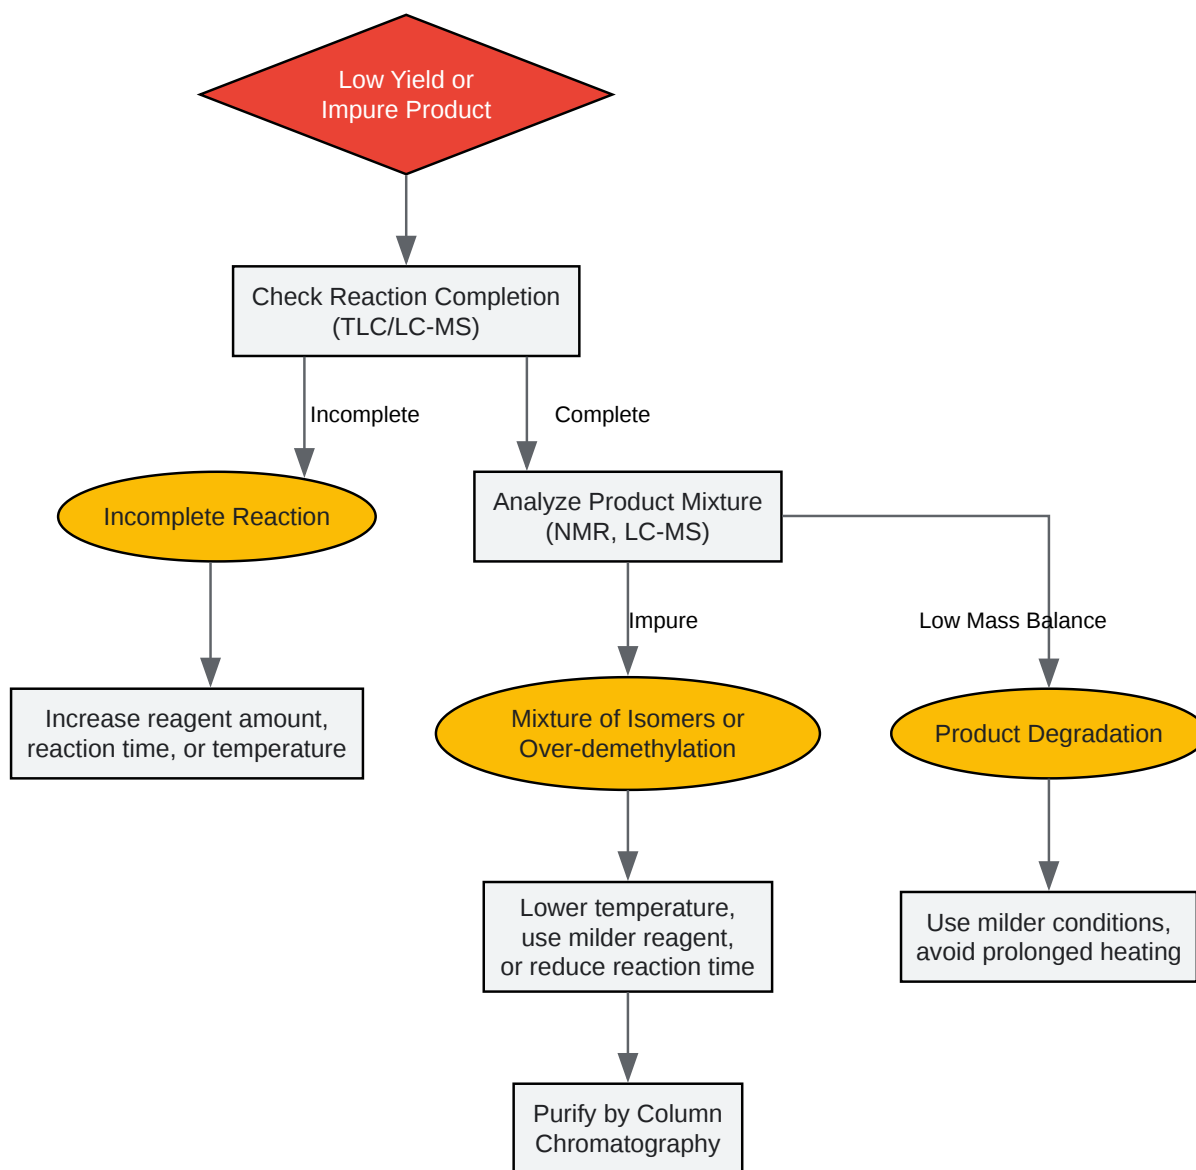 Low Yield or
Impure Product
Check Reaction Completion
(TLC/LC-MS)
Incomplete
Complete
Incomplete Reaction
Analyze Product Mixture
(NMR, LC-MS)
Impure
Low Mass Balance
Increase reagent amount,
reaction time, or temperature
Mixture of Isomers or
Over-demethylation
Product Degradation
Lower temperature,
use milder reagent,
or reduce reaction time
Use milder conditions,
avoid prolonged heating
Purify by Column
Chromatography